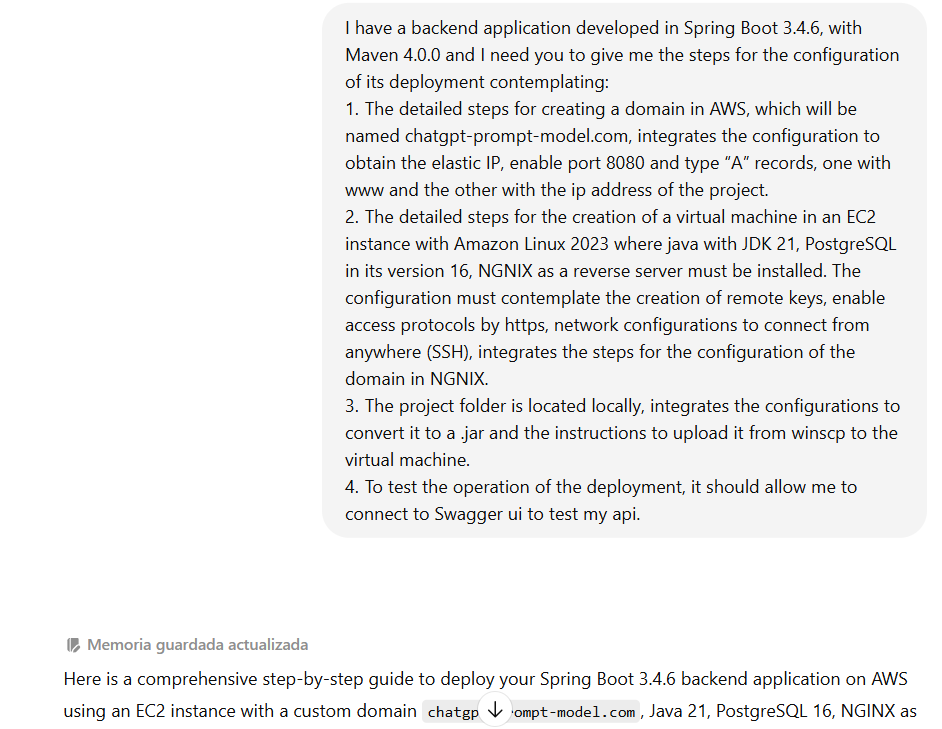 I have a backend application developed in Spring Boot 3.4.6, with
Maven 4.0.0 and I need you to give me the steps for the configuration
of its deployment contemplating:
1. The detailed steps for creating a domain in AWS, which will be
named chatgpt-prompt-model.com, integrates the configuration to
obtain the elastic IP, enable port 8080 and type “A” records, one with
www and the other with the ip address of the project.
2. The detailed steps for the creation of a virtual machine in an EC2
instance with Amazon Linux 2023 where java with JDK 21, PostgreSQL
in its version 16, NGNIX as a reverse server must be installed. The
configuration must contemplate the creation of remote keys, enable
access protocols by https, network configurations to connect from
anywhere (SSH), integrates the steps for the configuration of the
domain in NGNIX.
3. The project folder is located locally, integrates the configurations to
convert it to a .jar and the instructions to upload it from winscp to the
virtual machine.
4. To test the operation of the deployment, it should allow me to
connect to Swagger ui to test my api.
Memoria guardada actualizada
Here is a comprehensive step-by-step guide to deploy your Spring Boot 3.4.6 backend application on AWS
using an EC2 instance with a custom domain chatgp ompt-model.com, Java 21, PostgreSQL 16, NGINX as